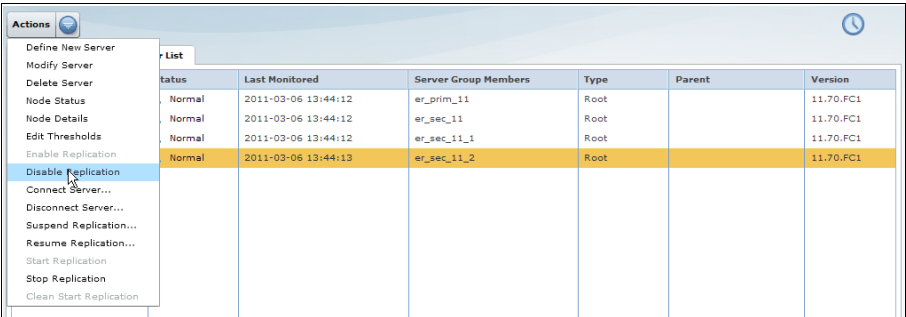 Actions
Define New Server
Modify Server
Delete Server
Node Status
Node Details
Edit Thresholds
Enable Replication
Disable Replication
Connect Server...
Disconnect Server...
Suspend Replication...
Resume Replication...
Start Replication
Stop Replication
Clean Start Replication
r List
tatus Last Monitored Server Group Members Type Parent Version
Normal 2011-03-06 13:44:12 er_prim_11 Root 11.70.FC1
Normal 2011-03-06 13:44:12 er_sec_11 Root 11.70.FC1
Normal 2011-03-06 13:44:12 er_sec_11_1 Root 11.70.FC1
Normal 2011-03-06 13:44:13 er_sec_11_2 Root 11.70.FC1